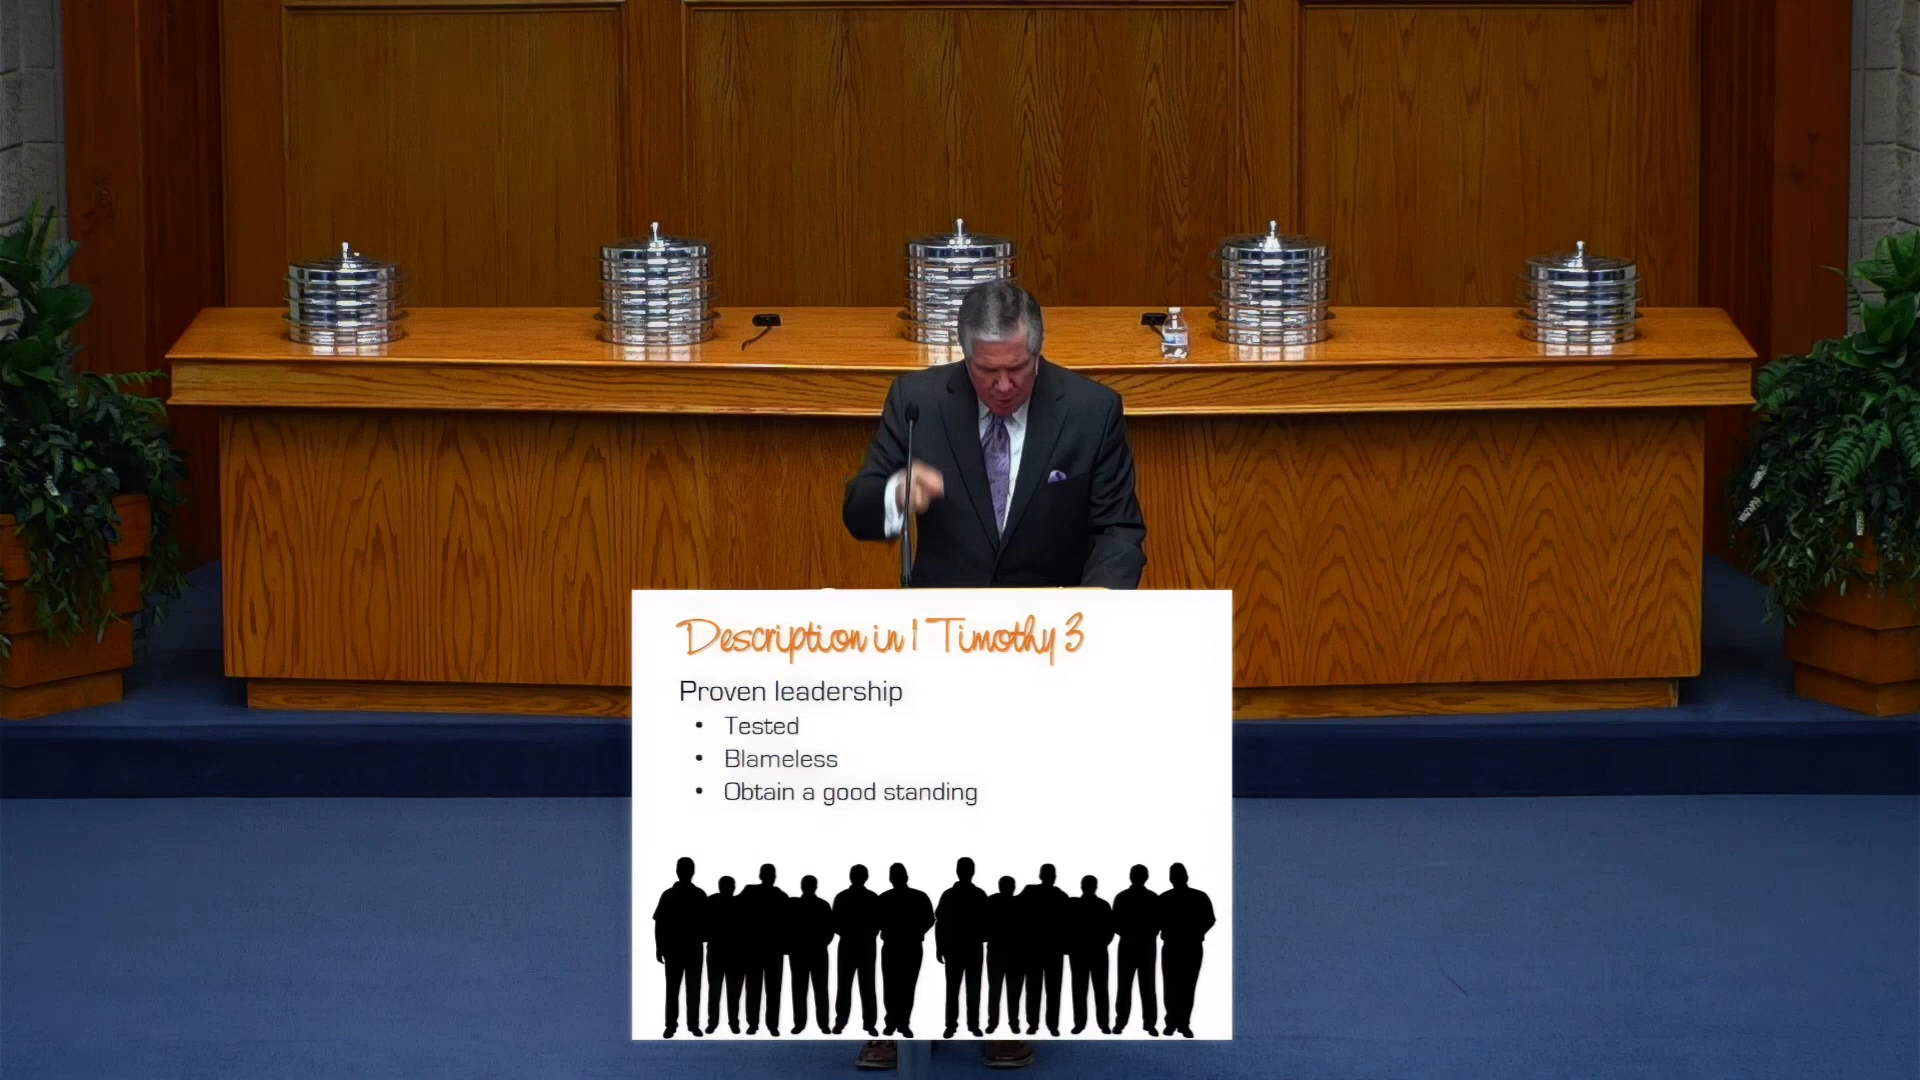 Description in 1 Timothy 3
Proven leadership
• Tested
• Blameless
• Obtain a good standing